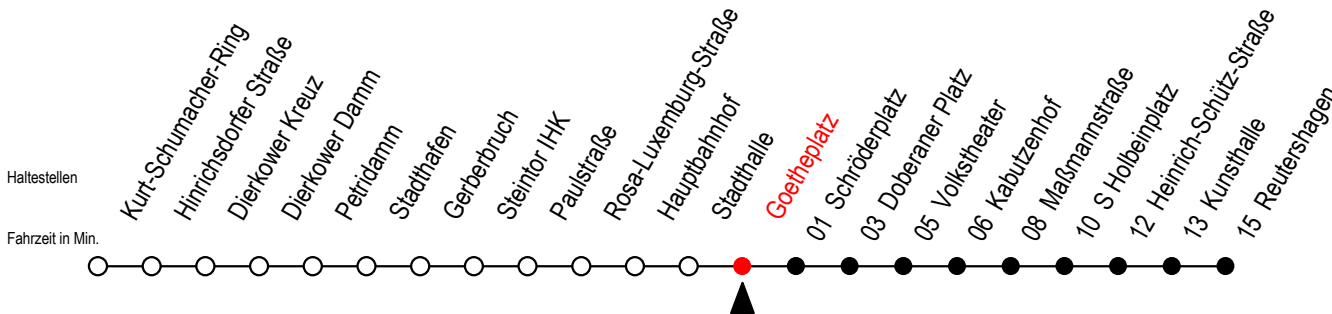 Haltestellen
Fahrzeit in Min.
Kurt-Schumacher-Ring
Hinrichsdorfer Straße
Dierkower Kreuz
Dierkower Damm
Petridamm
Stadthafen
Gerberbruch
Steintor IHK
Paulstraße
Rosa-Luxemburg-Straße
Hauptbahnhof
Stadthalle
Goetheplatz
01 Schröderplatz
03 Doberaner Platz
05 Volkstheater
06 Kabutzenhof
08 Maßmannstraße
10 S Holbeinplatz
12 Heinrich-Schütz-Straße
13 Kunsthalle
15 Reutershagen